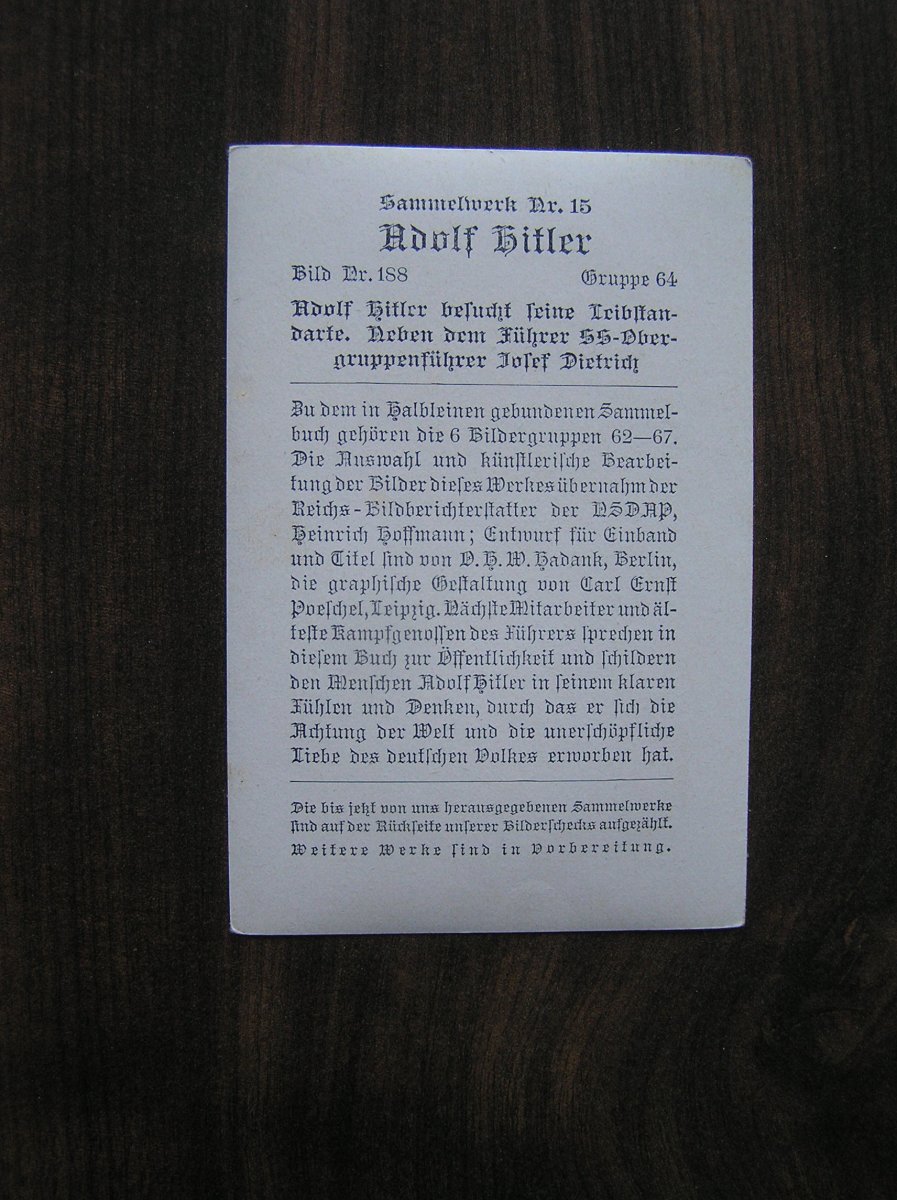 Sammelwerk Nr. 15
Adolf Hitler
Bild Nr. 188 Gruppe 64
Adolf Hitler besucht seine Leibstan-
darte. Neben dem Führer SS-Ober-
gruppenführer Josef Dietrich
Zu dem in Halbleinen gebundenen Sammel-
buch gehören die 6 Bildergruppen 62—67.
Die Auswahl und künstlerische Bearbei-
tung der Bilder dieses Werkes übernahm der
Reichs-Bildberichterstatter der NSDAP,
Heinrich Hoffmann; Entwurf für Einband
und Titel sind von O. H. W. Hadank, Berlin,
die graphische Gestaltung von Carl Ernst
Poeschel, Leipzig. Nächste Mitarbeiter und äl-
teste Kampfgenossen des Führers sprechen in
diesem Buch zur Öffentlichkeit und schildern
den Menschen Adolf Hitler in seinem klaren
Fühlen und Denken, durch das er sich die
Achtung der Welt und die unerschöpfliche
Liebe des deutschen Volkes erworben hat.
Die bis jetzt von uns herausgegebenen Sammelwerke
sind auf der Rückseite unserer Bilderschecks aufgezählt.
Weitere Werke sind in Vorbereitung.